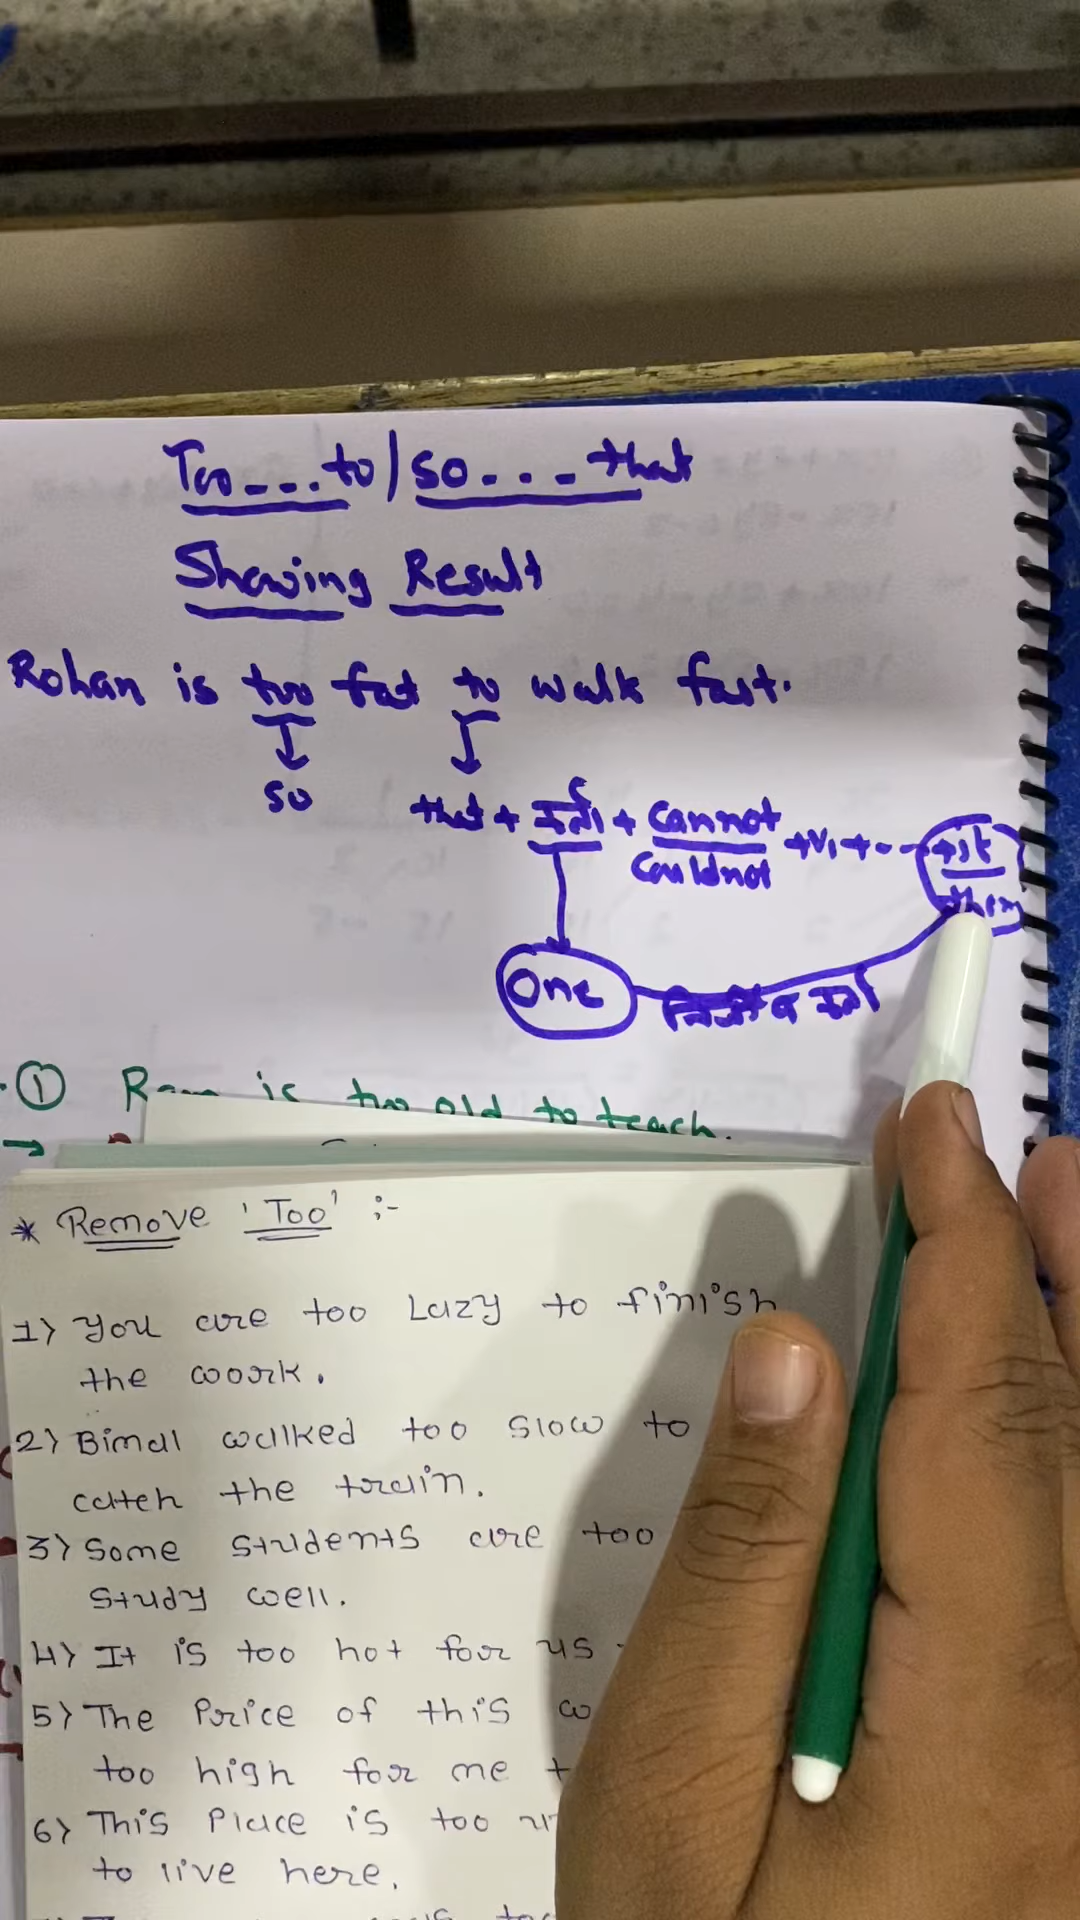 Too...to/so...that
Showing Result
Rohan is too fat to walk fast.
so
that + कर्ता + cannot + V1 + -- + it
couldnot
them
One
कर्ता
① Ram is too old to teach.
* Remove 'Too' :-
1) You are too Lazy to finish
the work.
2) Bimal walked too slow to
catch the train.
3) Some students are too
study well.
4) It is too hot for us
5) The Price of this
too high for me
6) This Place is too
to live here.